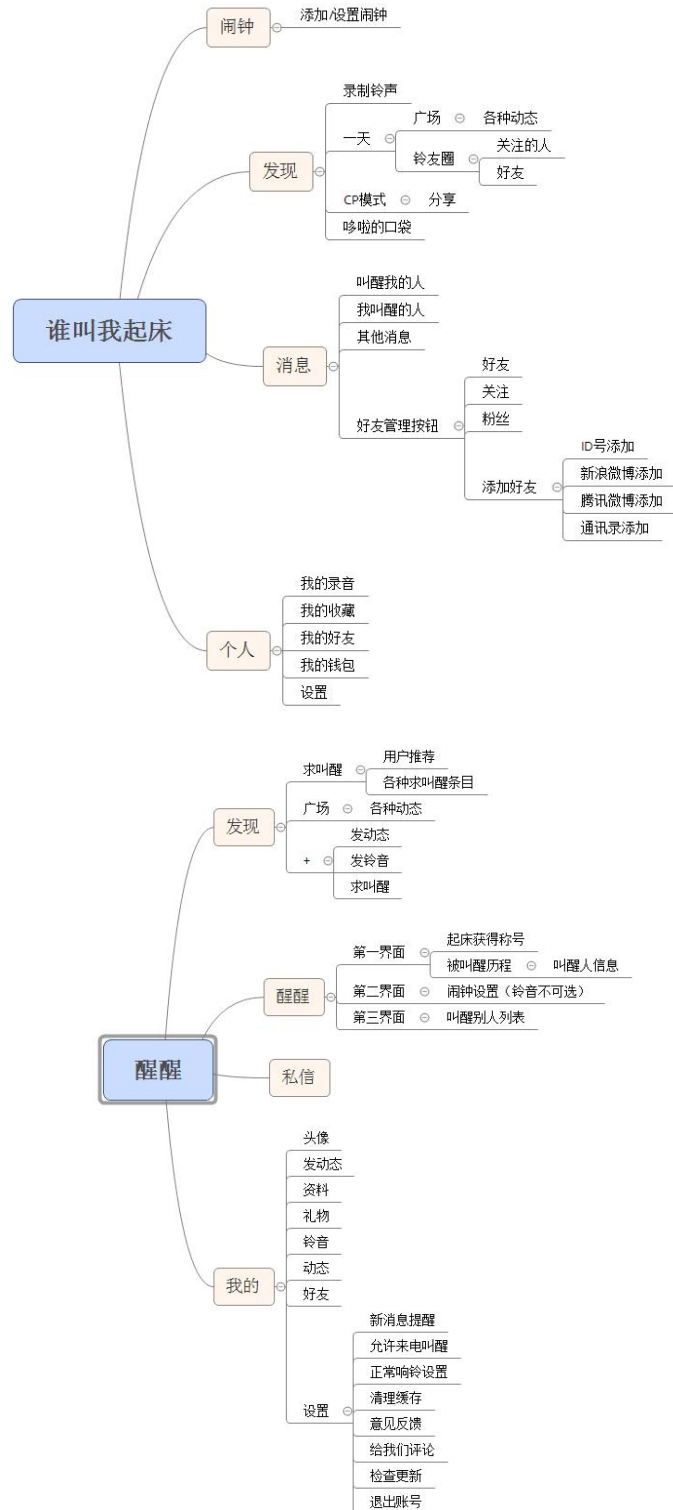 闹钟
添加/设置闹钟
录制铃声
广场
各种动态
一天
关注的人
铃友圈
好友
发现
CP模式
分享
哆啦的口袋
谁叫我起床
叫醒我的人
我叫醒的人
其他消息
消息
好友
关注
好友管理按钮
粉丝
ID号添加
新浪微博添加
添加好友
腾讯微博添加
通讯录添加
我的录音
我的收藏
个人
我的好友
我的钱包
设置
用户推荐
求叫醒
各种求叫醒条目
发现
广场
各种动态
发动态
+
发铃音
求叫醒
起床获得称号
第一界面
被叫醒历程
叫醒人信息
醒醒
第二界面
闹钟设置（铃音不可选）
第三界面
叫醒别人列表
醒醒
私信
头像
发动态
资料
礼物
铃音
我的
动态
好友
新消息提醒
允许来电叫醒
正常响铃设置
设置
清理缓存
意见反馈
给我们评论
检查更新
退出账号